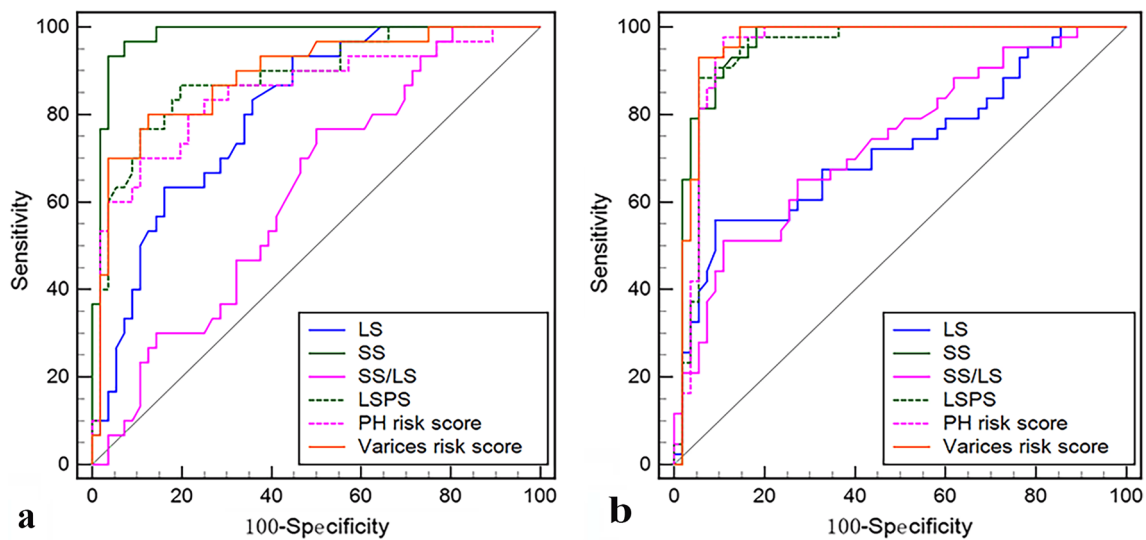 100
80
60
40
20
0
Sensitivity
LS
SS
SS/LS
LSPS
PH risk score
Varices risk score
0 20 40 60 80 100
100-Specificity
a
100
80
60
40
20
0
Sensitivity
LS
SS
SS/LS
LSPS
PH risk score
Varices risk score
0 20 40 60 80 100
100-Specificity
b